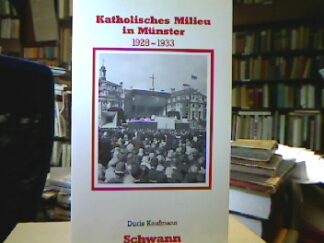 Katholisches Milieu
in Münster
1928–1933
Doris Kaufmann
Schwann